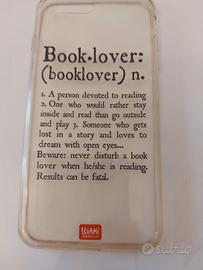 Book·lover:
(booklover) n.
1. A person devoted to reading
2. One who would rather stay
inside and read than go outside
and play 3. Someone who gets
lost in a story and loves to
dream with open eyes...
Beware: never disturb a book
lover when he/she is reading.
Results can be fatal.
LEGAMI
subito